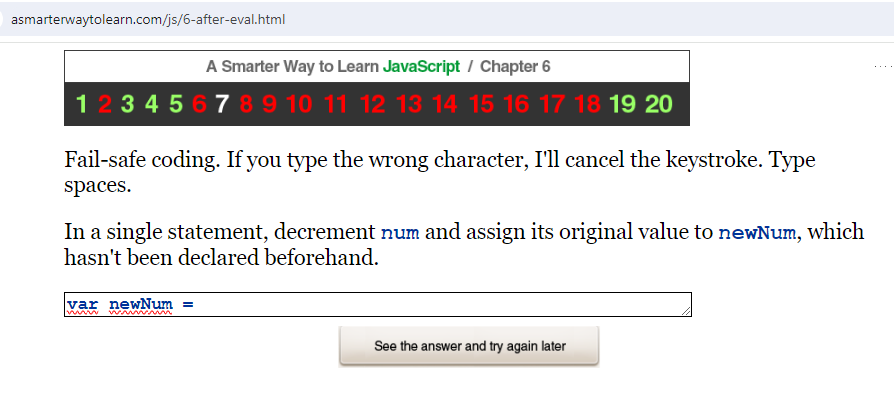 asmarterwaytolearn.com/js/6-after-eval.html
A Smarter Way to Learn JavaScript / Chapter 6
1 2 3 4 5 6 7 8 9 10 11 12 13 14 15 16 17 18 19 20
Fail-safe coding. If you type the wrong character, I'll cancel the keystroke. Type
spaces.
In a single statement, decrement num and assign its original value to newNum, which
hasn't been declared beforehand.
var newNum =
See the answer and try again later